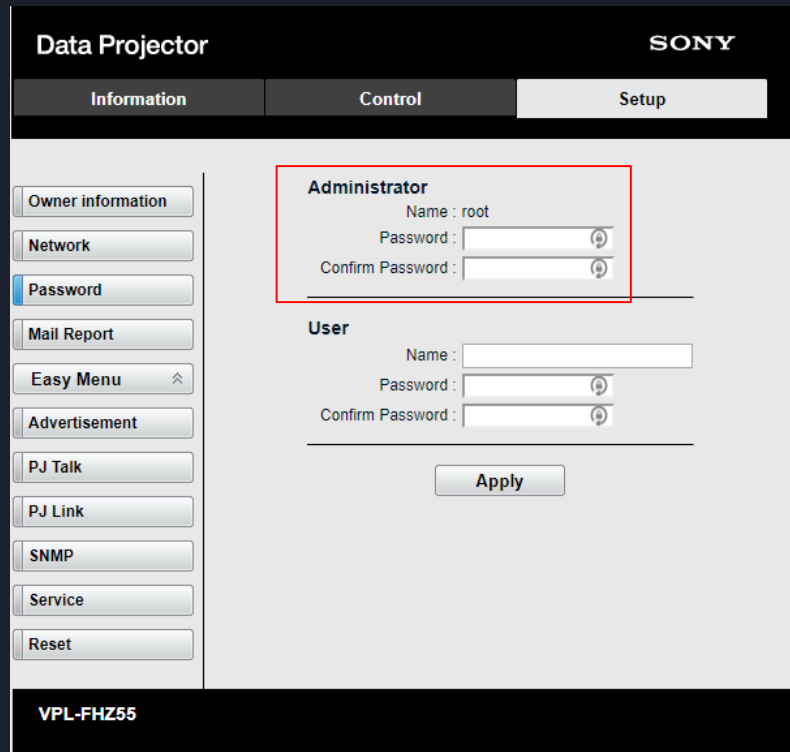 Data Projector SONY
Information Control Setup
Owner information
Network
Password
Mail Report
Easy Menu
Advertisement
PJ Talk
PJ Link
SNMP
Service
Reset
Administrator
Name : root
Password :
Confirm Password :
User
Name :
Password :
Confirm Password :
Apply
VPL-FHZ55